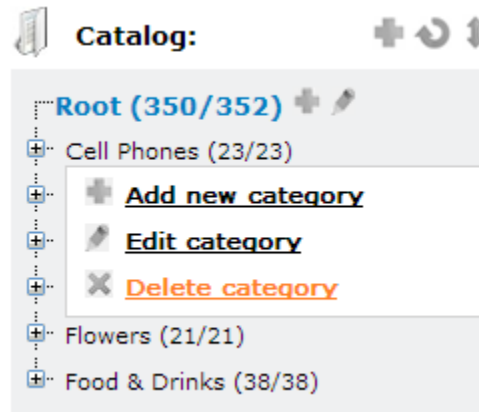 Catalog:
Root (350/352)
Cell Phones (23/23)
Add new category
Edit category
Delete category
Flowers (21/21)
Food & Drinks (38/38)